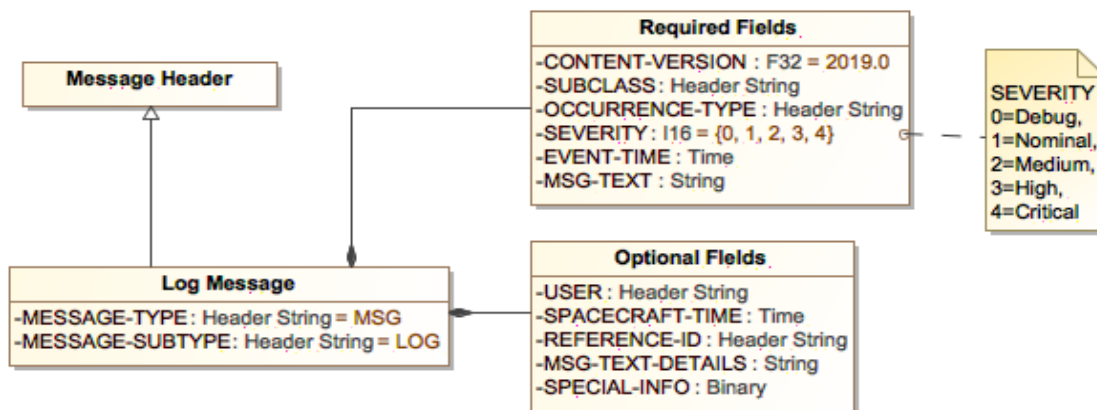 Message Header
Required Fields
-CONTENT-VERSION : F32 = 2019.0
-SUBCLASS : Header String
-OCCURRENCE-TYPE : Header String
-SEVERITY : I16 = {0, 1, 2, 3, 4}
-EVENT-TIME : Time
-MSG-TEXT : String
SEVERITY
0=Debug,
1=Nominal,
2=Medium,
3=High,
4=Critical
Log Message
-MESSAGE-TYPE : Header String = MSG
-MESSAGE-SUBTYPE : Header String = LOG
Optional Fields
-USER : Header String
-SPACECRAFT-TIME : Time
-REFERENCE-ID : Header String
-MSG-TEXT-DETAILS : String
-SPECIAL-INFO : Binary